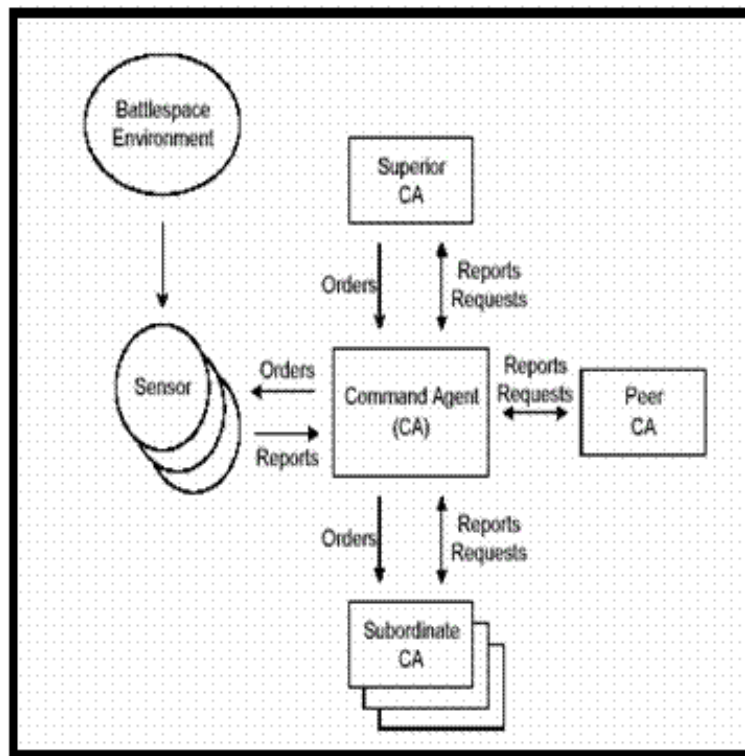 Battlespace
Environment
Superior
CA
Orders
Reports
Requests
Sensor
Orders
Reports
Command Agent
(CA)
Reports
Requests
Peer
CA
Orders
Reports
Requests
Subordinate
CA